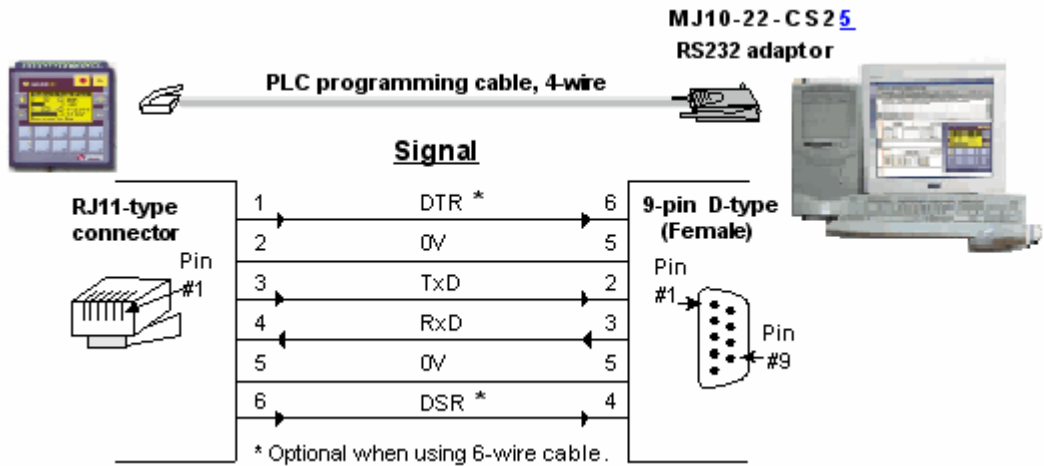 MJ10-22-CS25
RS232 adaptor
PLC programming cable, 4-wire
Signal
RJ11-type
connector
Pin
#1
1 DTR * 6
2 0V 5
3 TxD 2
4 RxD 3
5 0V 5
6 DSR * 4
* Optional when using 6-wire cable.
9-pin D-type
(Female)
Pin
#1
Pin
#9